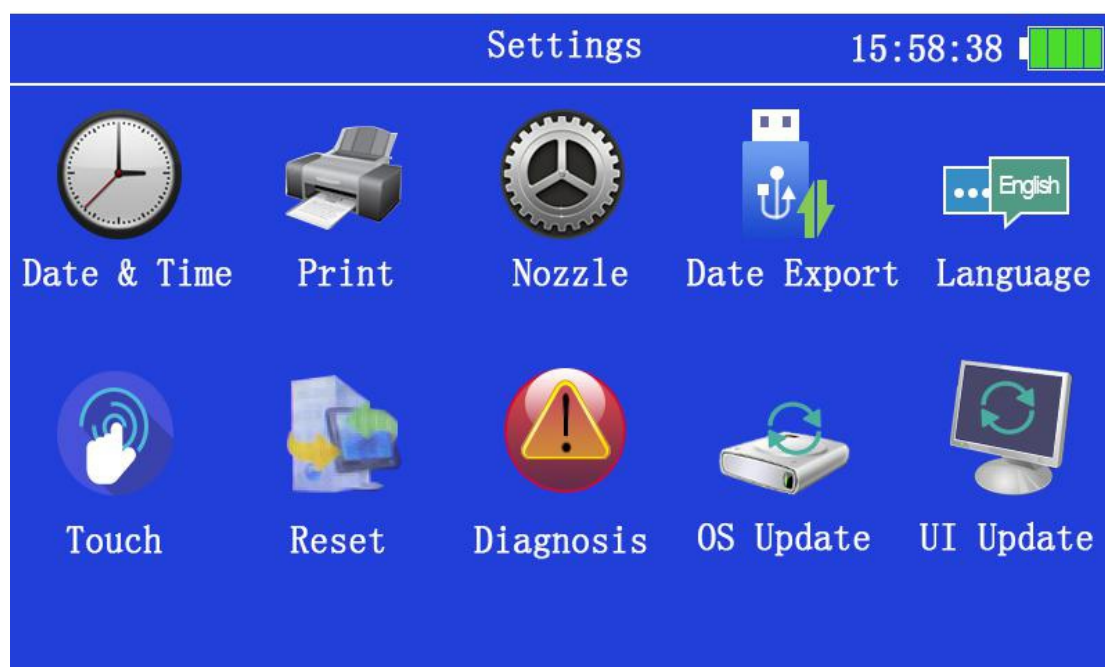 Settings 15:58:38
English
Date & Time Print Nozzle Date Export Language
Touch Reset Diagnosis OS Update UI Update